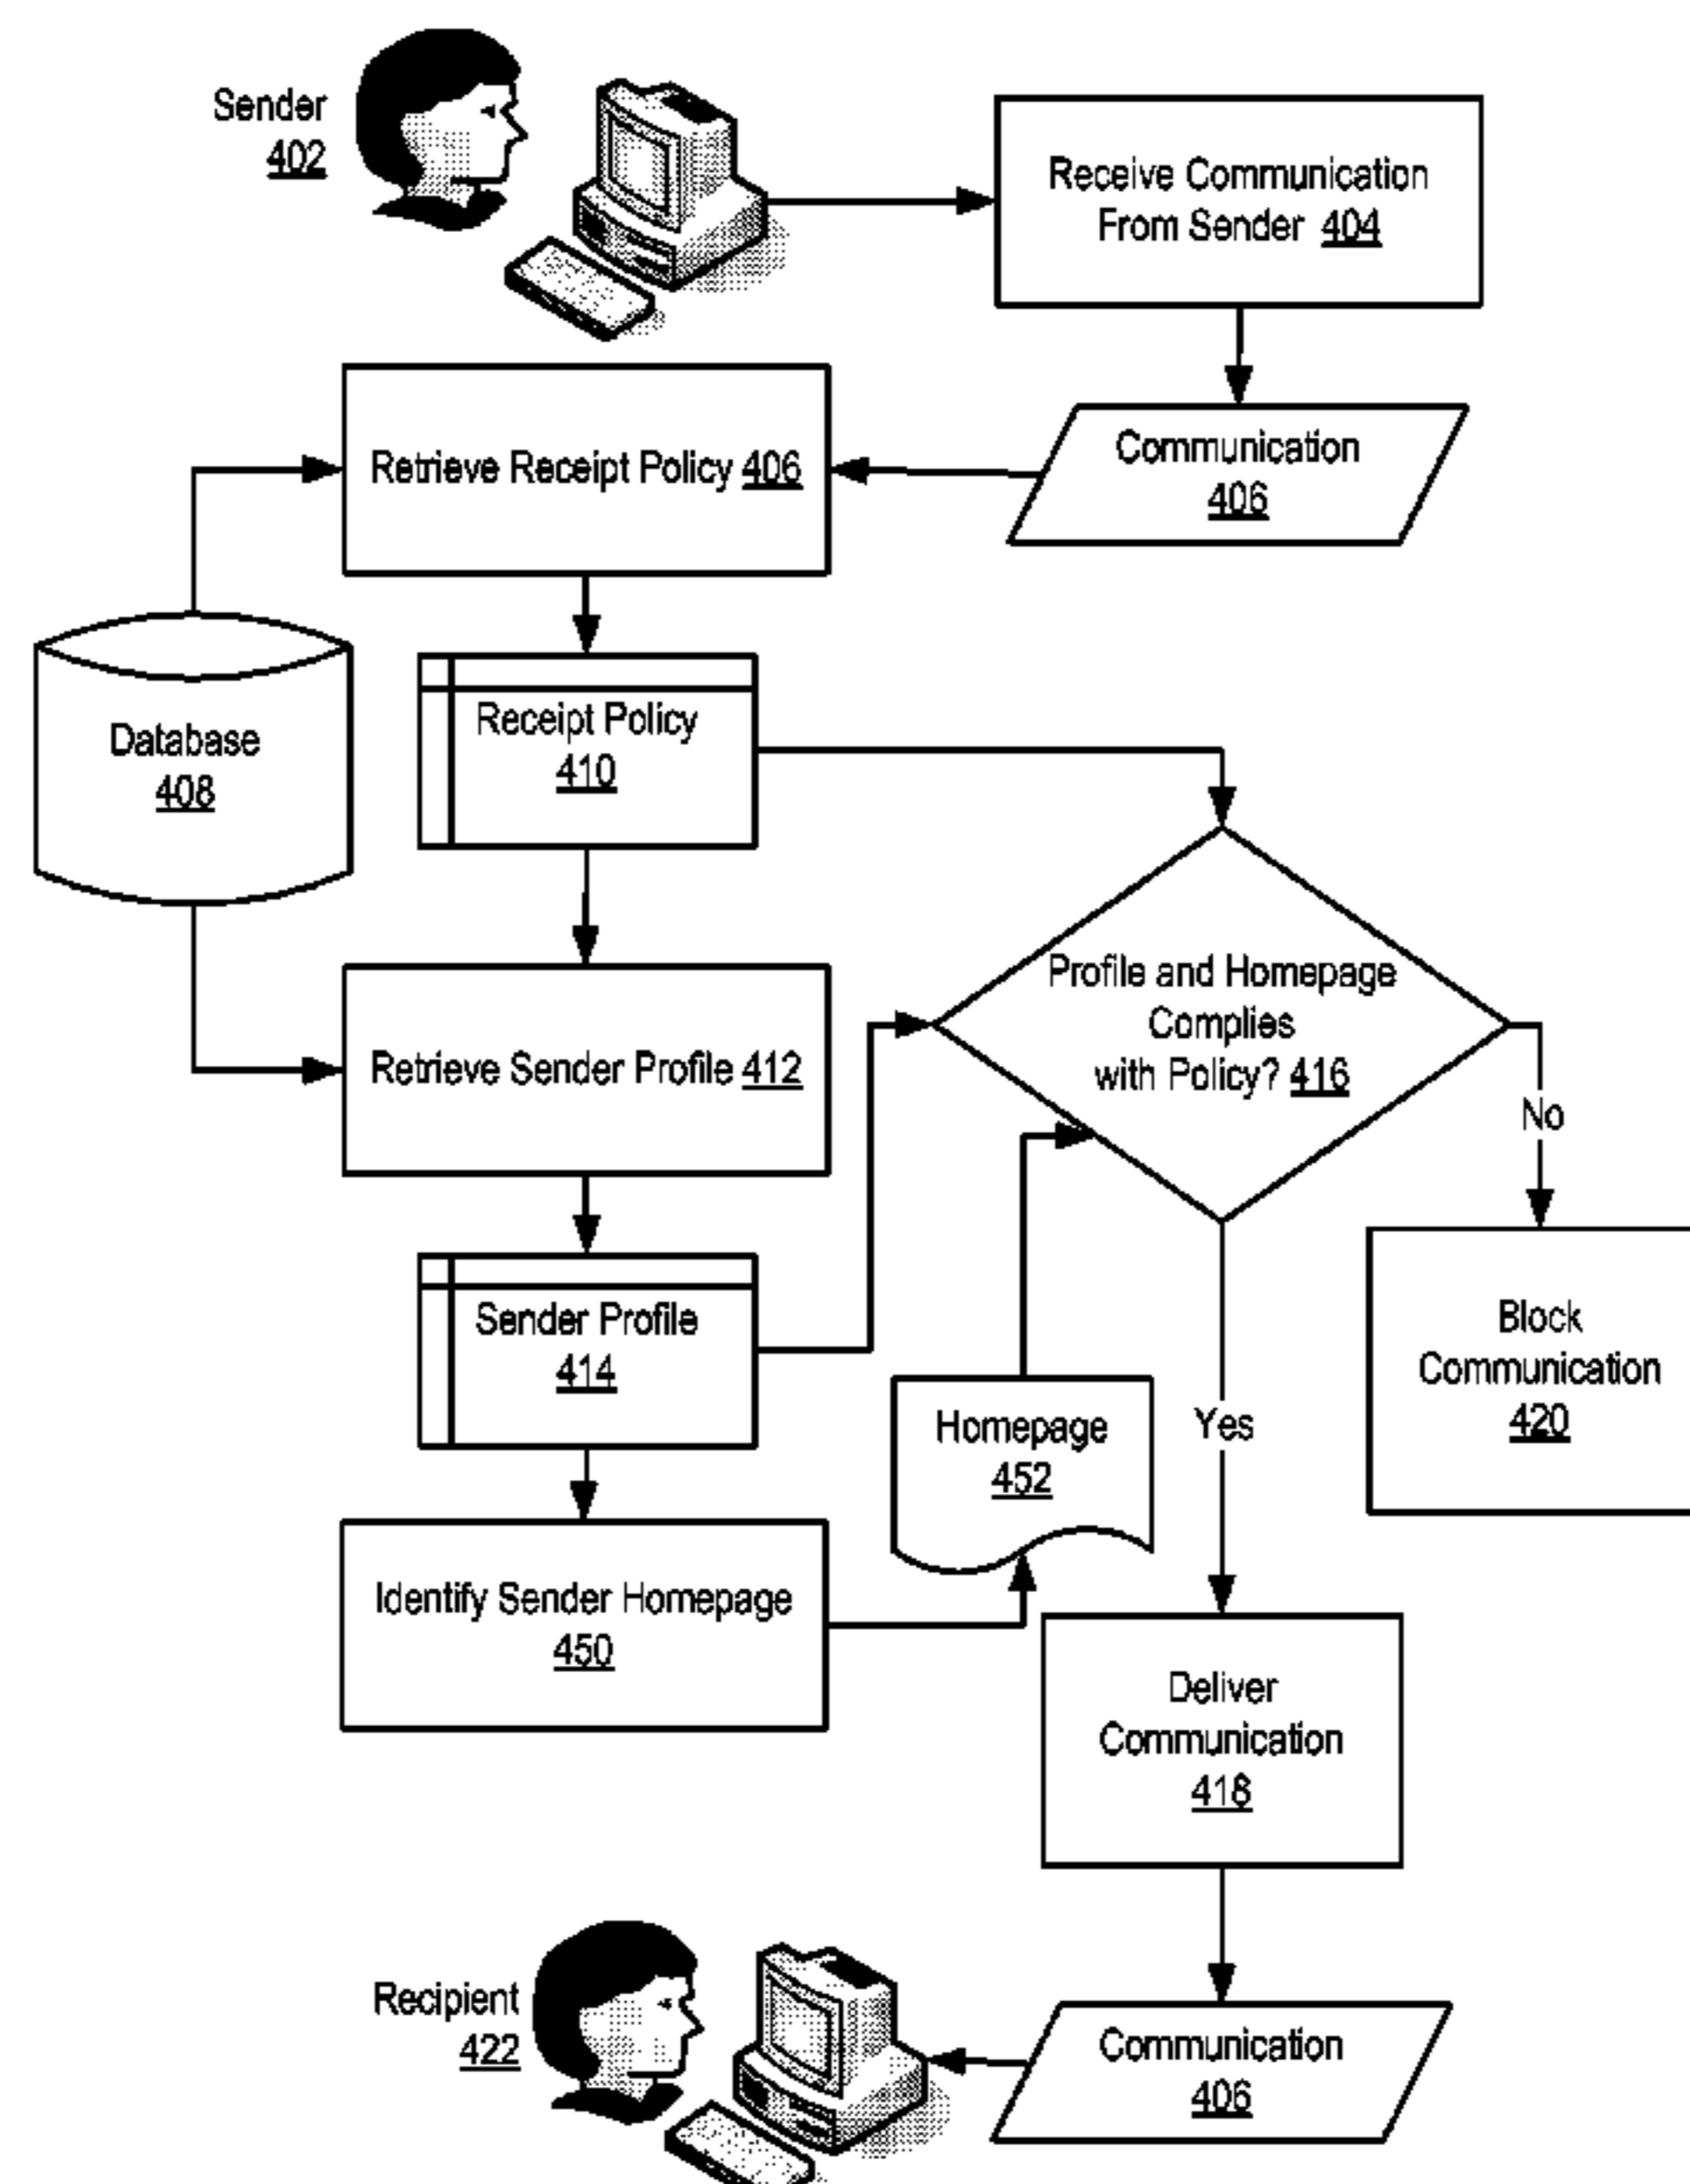 Sender
402
Receive Communication
From Sender 404
Retrieve Receipt Policy 406
Communication
406
Database
408
Receipt Policy
410
Profile and Homepage
Complies
with Policy? 416
Retrieve Sender Profile 412
No
Sender Profile
414
Block
Communication
420
Homepage
452
Yes
Identify Sender Homepage
450
Deliver
Communication
418
Recipient
422
Communication
406